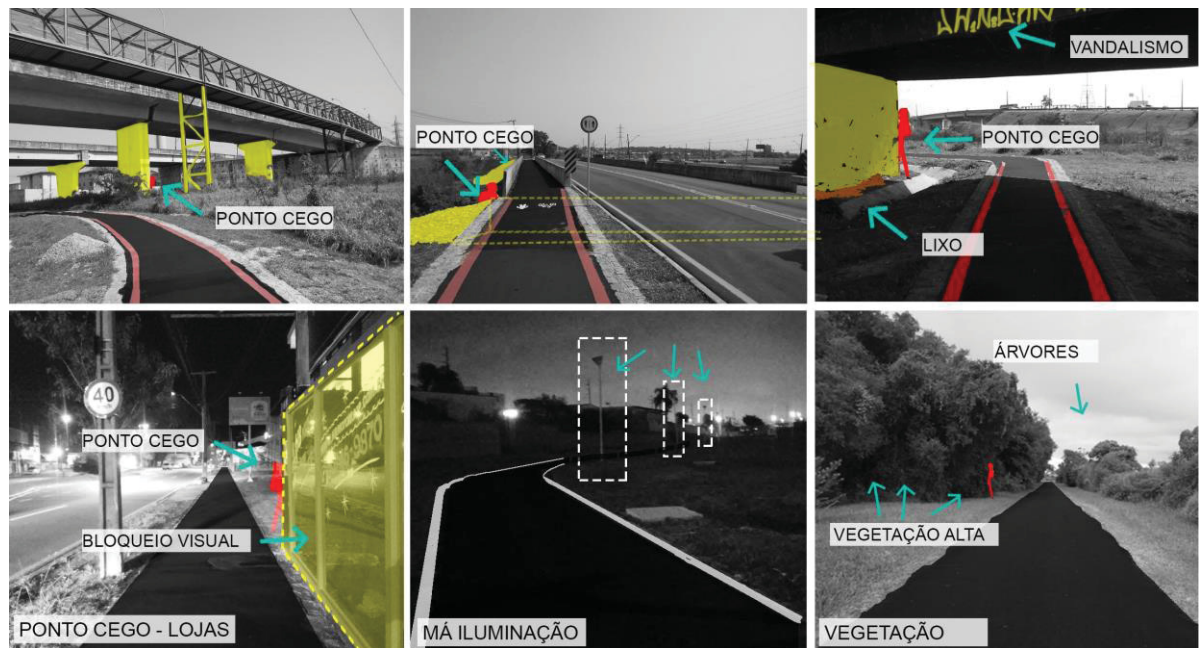 PONTO CEGO
PONTO CEGO
VANDALISMO
PONTO CEGO
LIXO
40
PONTO CEGO
BLOQUEIO VISUAL
PONTO CEGO - LOJAS
MÁ ILUMINAÇÃO
ÁRVORES
VEGETAÇÃO ALTA
VEGETAÇÃO